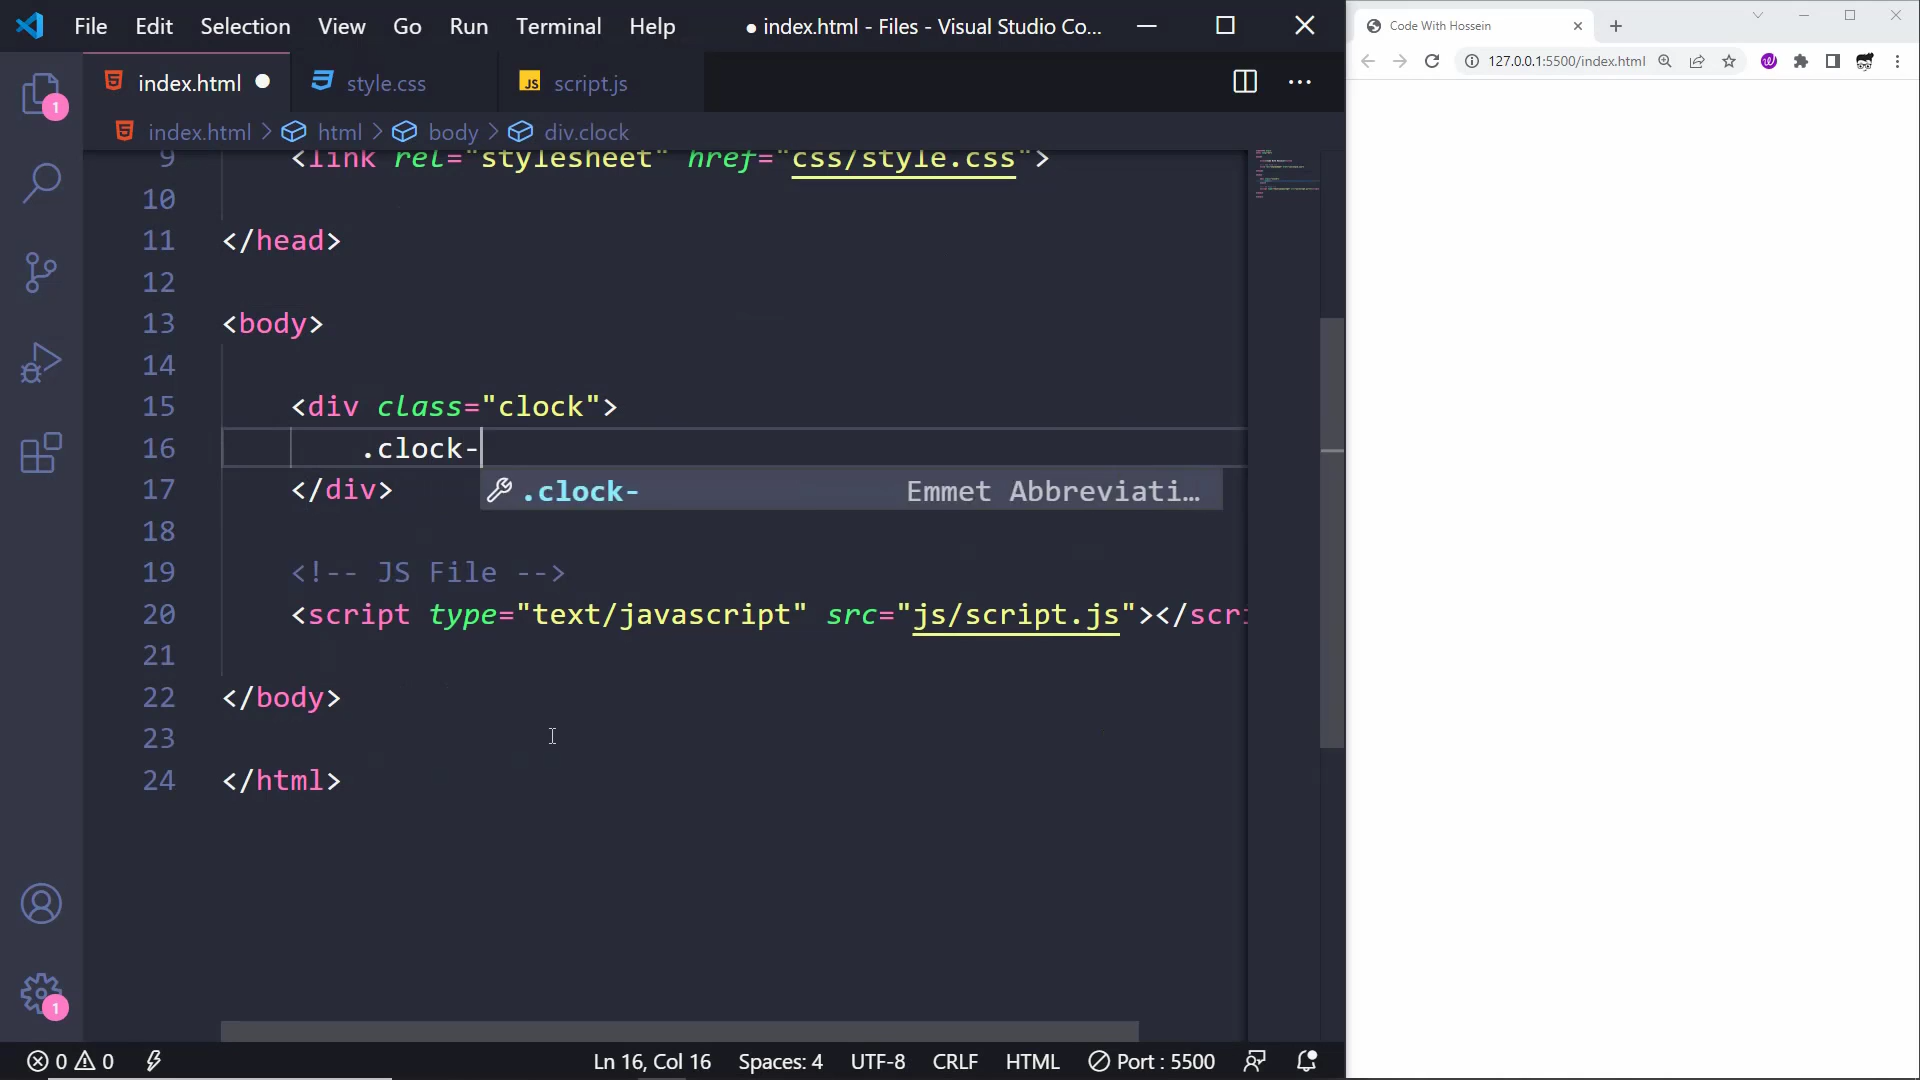 File Edit Selection View Go Run Terminal Help ● index.html - Files - Visual Studio Co...
Code With Hossein
index.html ● style.css JS script.js
127.0.0.1:5500/index.html
index.html > html > body > div.clock
1
9 <link rel="stylesheet" href="css/style.css">
10
11 </head>
12
13 <body>
14
15 <div class="clock">
16 .clock-
17 </div>
.clock- Emmet Abbreviati...
18
19 <!-- JS File -->
20 <script type="text/javascript" src="js/script.js"></scri
21
22 </body>
23
24 </html>
1
0 0 Ln 16, Col 16 Spaces: 4 UTF-8 CRLF HTML Port : 5500